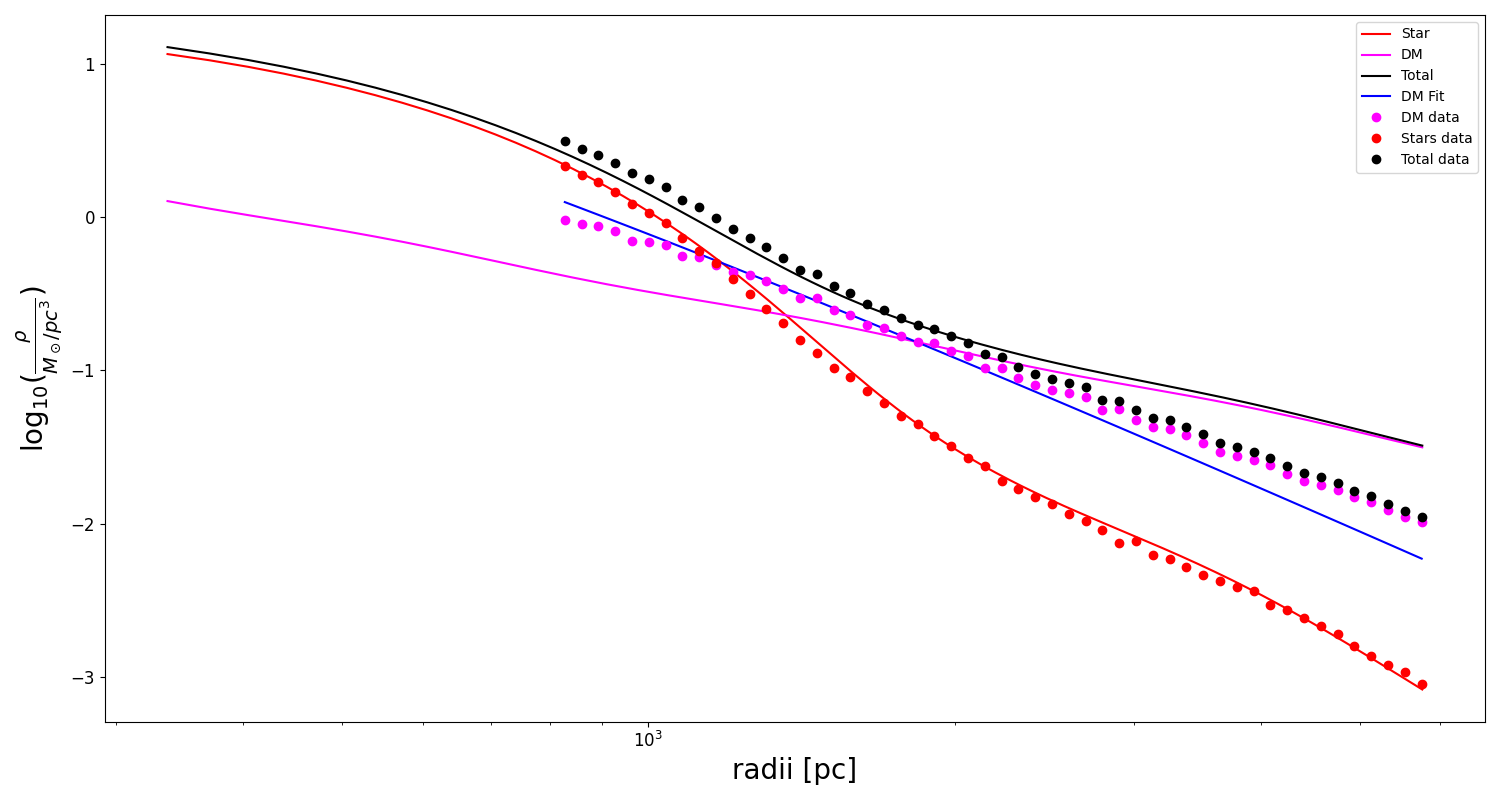 1
0
−1
−2
−3
log₁₀(ρ / M⊙/pc³)
10³
radii [pc]
Star
DM
Total
DM Fit
DM data
Stars data
Total data